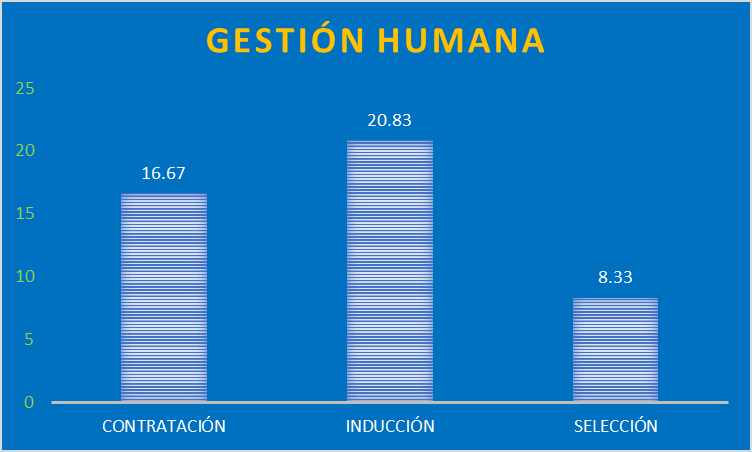 GESTIÓN HUMANA
25
20
15
10
5
0
16.67
20.83
8.33
CONTRATACIÓN
INDUCCIÓN
SELECCIÓN